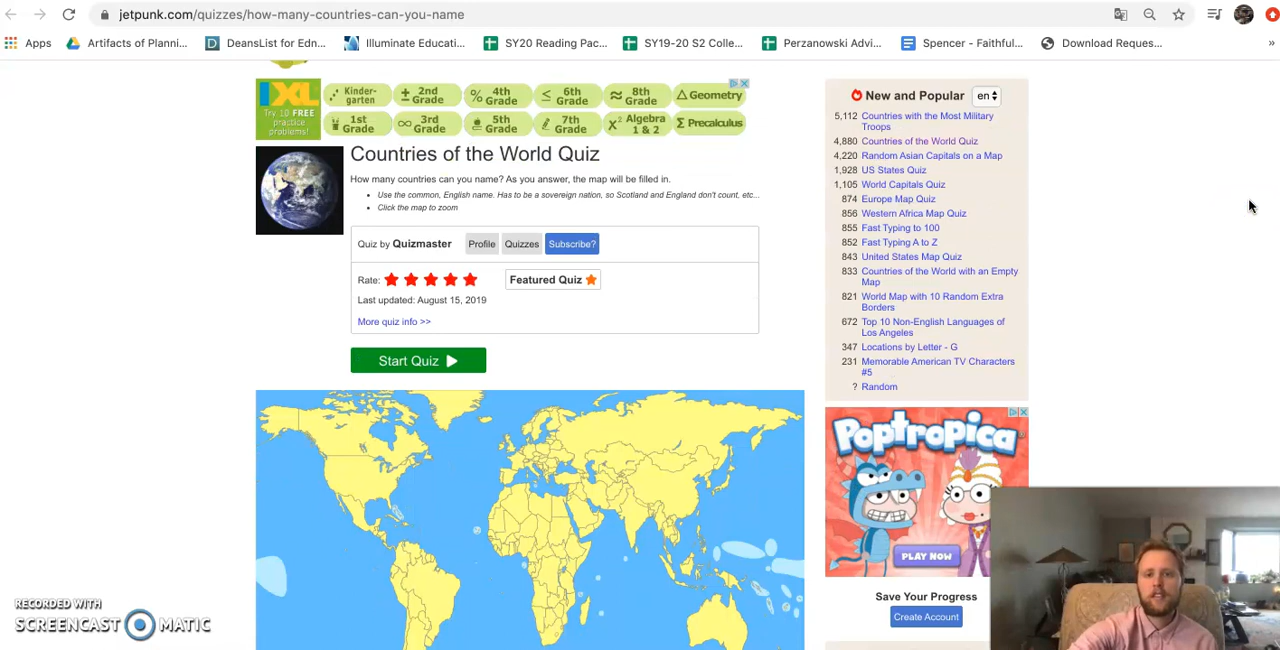 jetpunk.com/quizzes/how-many-countries-can-you-name
Apps
Artifacts of Planni...
DeansList for Edn...
Illuminate Educati...
SY20 Reading Pac...
SY19-20 S2 Colle...
Perzanowski Advi...
Spencer - Faithful...
Download Reques...
»
IXL
Try 10 FREE
practice
problems!
Kinder-
garten
2nd
Grade
4th
Grade
6th
Grade
8th
Grade
Geometry
1st
Grade
3rd
Grade
5th
Grade
7th
Grade
Algebra
1 & 2
Precalculus
Countries of the World Quiz
How many countries can you name? As you answer, the map will be filled in.
• Use the common, English name. Has to be a sovereign nation, so Scotland and England don't count, etc...
• Click the map to zoom
Quiz by Quizmaster Profile Quizzes Subscribe?
Rate: Featured Quiz
Last updated: August 15, 2019
More quiz info >>
Start Quiz
New and Popular en
5,112 Countries with the Most Military
Troops
4,880 Countries of the World Quiz
4,220 Random Asian Capitals on a Map
1,928 US States Quiz
1,105 World Capitals Quiz
874 Europe Map Quiz
856 Western Africa Map Quiz
855 Fast Typing to 100
852 Fast Typing A to Z
843 United States Map Quiz
833 Countries of the World with an Empty
Map
821 World Map with 10 Random Extra
Borders
672 Top 10 Non-English Languages of
Los Angeles
347 Locations by Letter - G
231 Memorable American TV Characters
#5
? Random
Poptropica
PLAY NOW
Save Your Progress
Create Account
RECORDED WITH
SCREENCAST MATIC